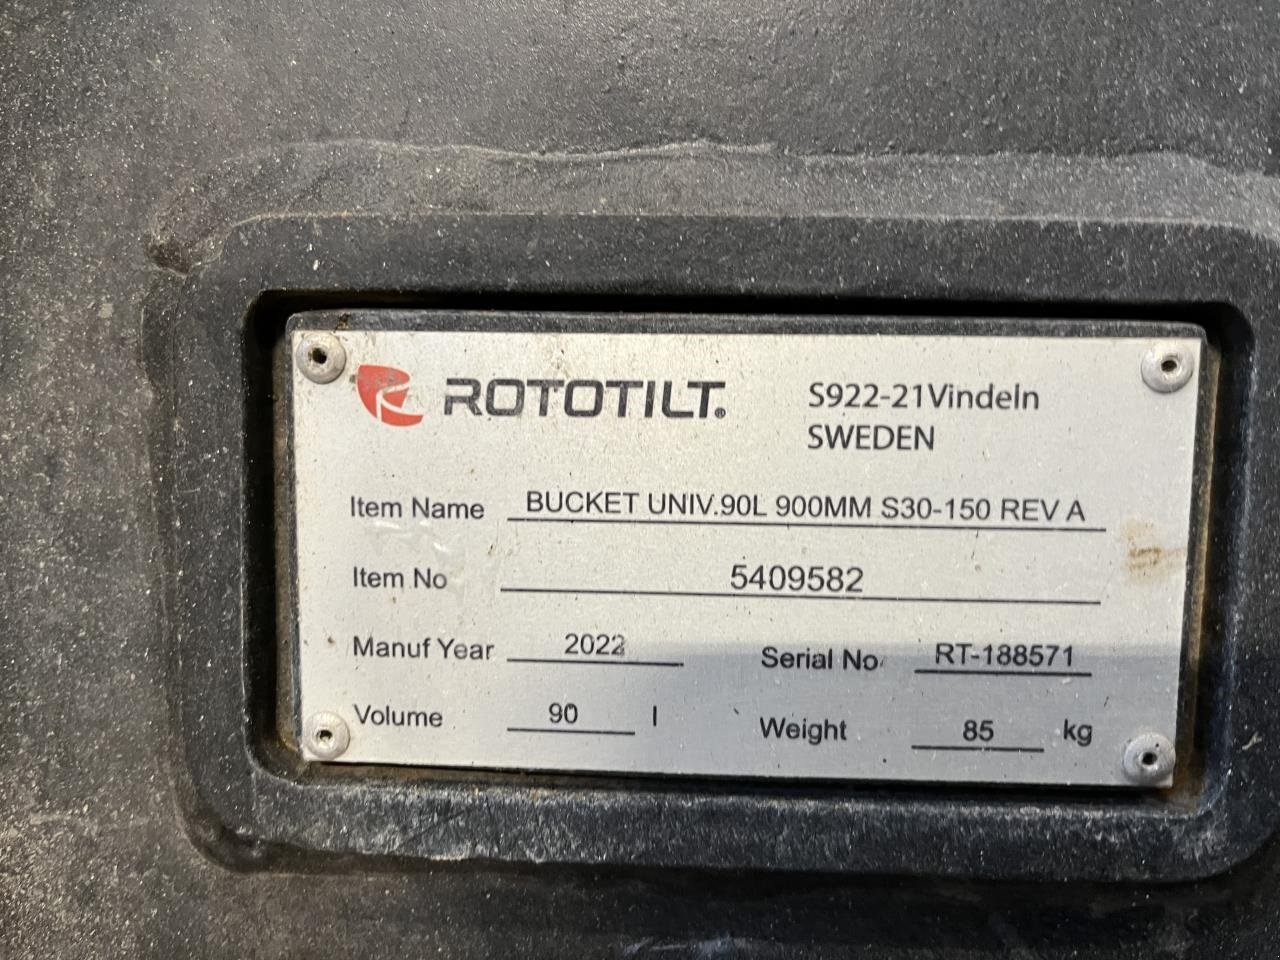 ROTOTILT®
S922-21Vindeln
SWEDEN
Item Name BUCKET UNIV.90L 900MM S30-150 REV A
Item No 5409582
Manuf Year 2022 Serial No RT-188571
Volume 90 l Weight 85 kg